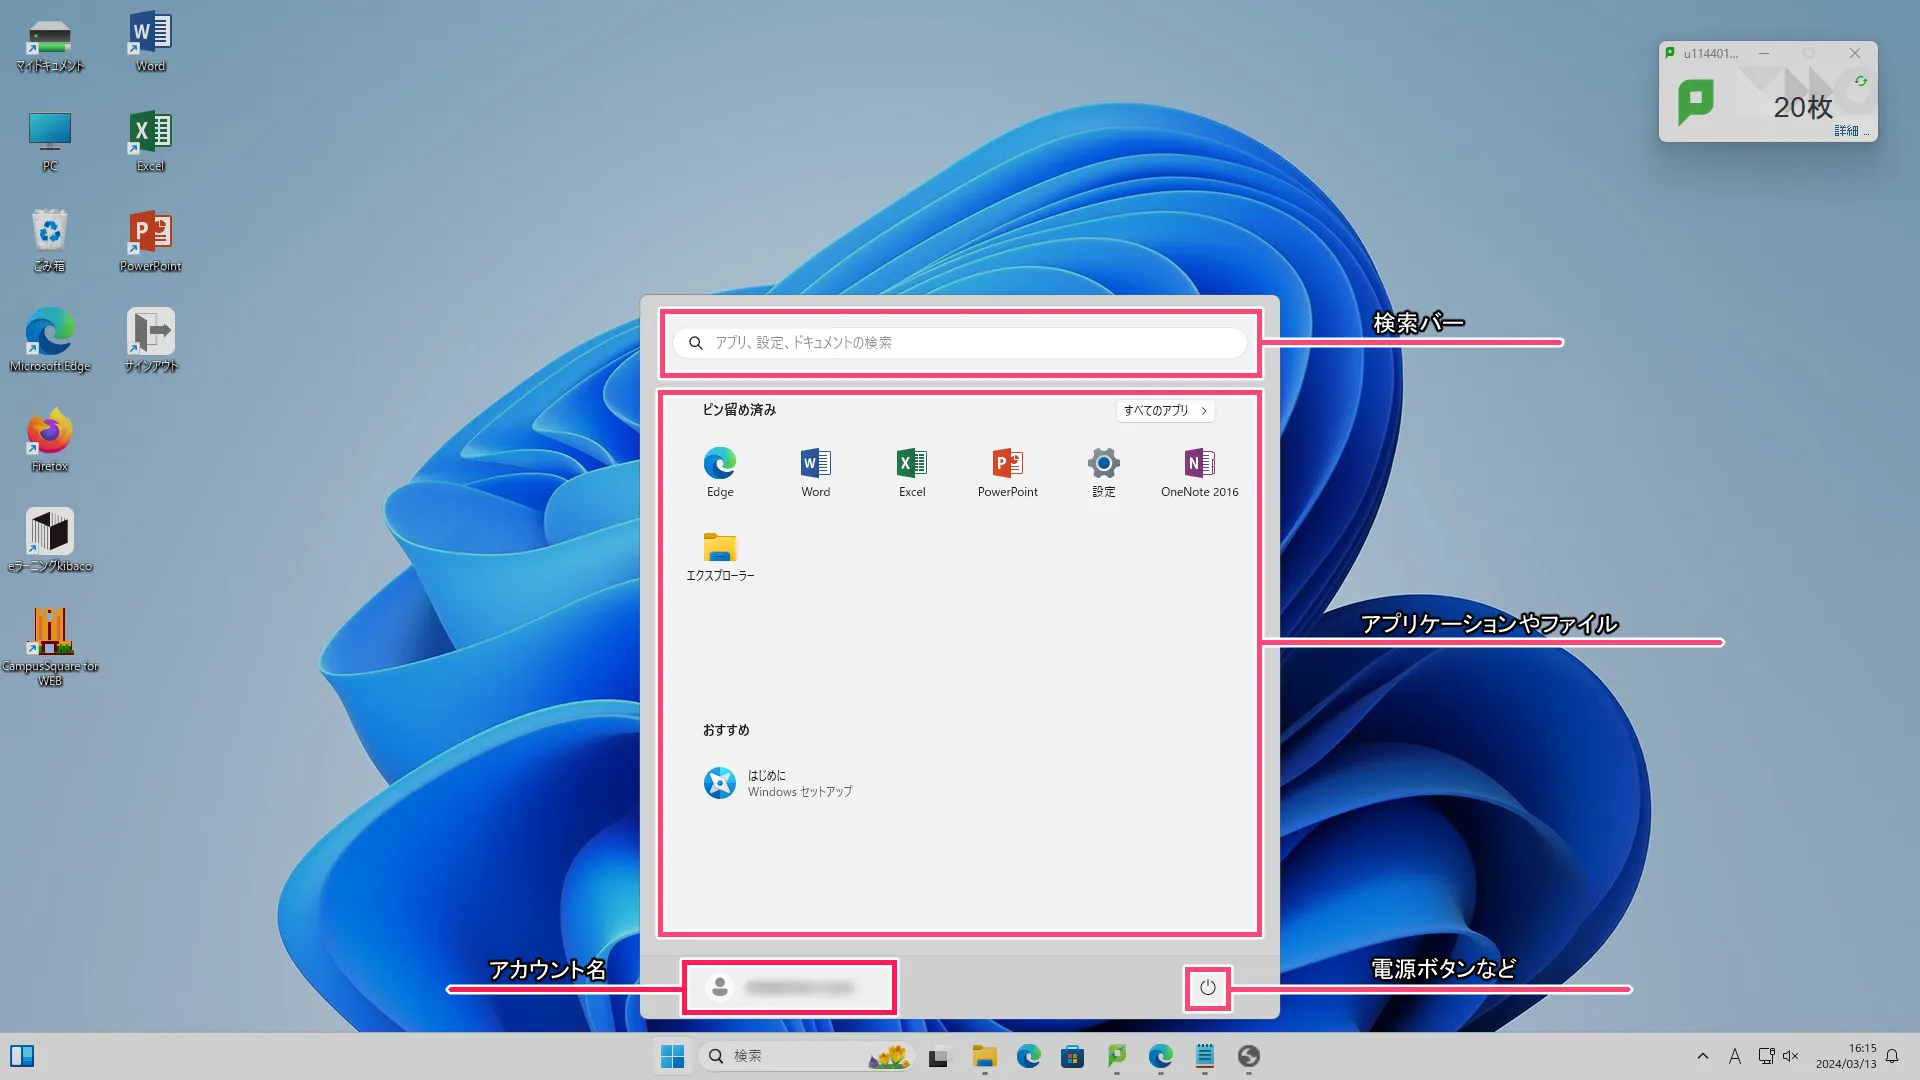 マイドキュメント
Word
PC
Excel
ごみ箱
PowerPoint
Microsoft Edge
サインアウト
Firefox
eラーニングkibaco
CampusSquare for
WEB
u114401...
20枚
詳細 ...
検索バー
アプリ、設定、ドキュメントの検索
ピン留め済み
すべてのアプリ
Edge
Word
Excel
PowerPoint
設定
OneNote 2016
エクスプローラー
アプリケーションやファイル
おすすめ
はじめに
Windows セットアップ
アカウント名
電源ボタンなど
検索
A
16:15
2024/03/13